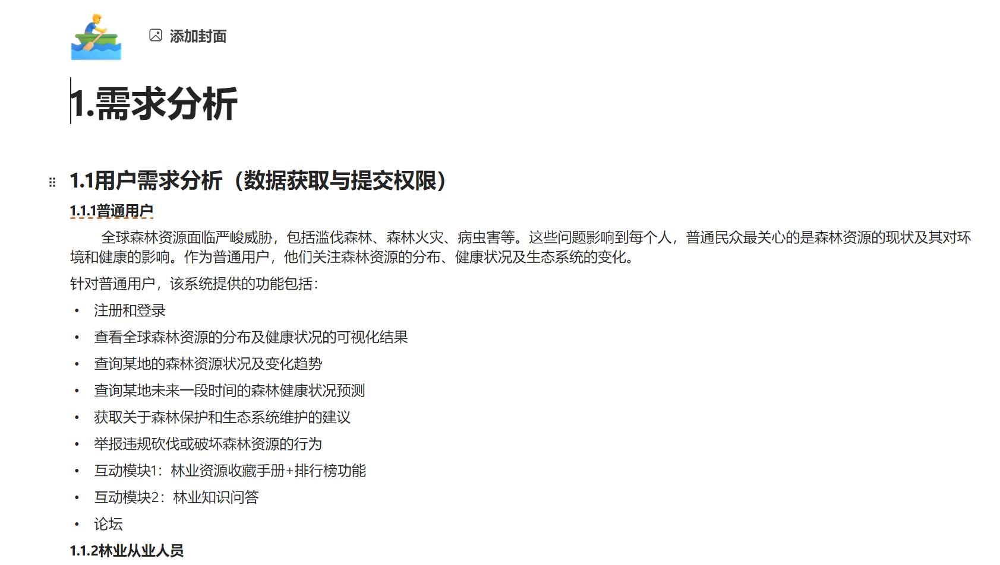 添加封面
1.需求分析
1.1用户需求分析（数据获取与提交权限）
1.1.1普通用户
全球森林资源面临严峻威胁，包括滥伐森林、森林火灾、病虫害等。这些问题影响到每个人，普通民众最关心的是森林资源的现状及其对环
境和健康的影响。作为普通用户，他们关注森林资源的分布、健康状况及生态系统的变化。
针对普通用户，该系统提供的功能包括：
• 注册和登录
• 查看全球森林资源的分布及健康状况的可视化结果
• 查询某地的森林资源状况及变化趋势
• 查询某地未来一段时间的森林健康状况预测
• 获取关于森林保护和生态系统维护的建议
• 举报违规砍伐或破坏森林资源的行为
• 互动模块1：林业资源收藏手册+排行榜功能
• 互动模块2：林业知识问答
• 论坛
1.1.2林业从业人员